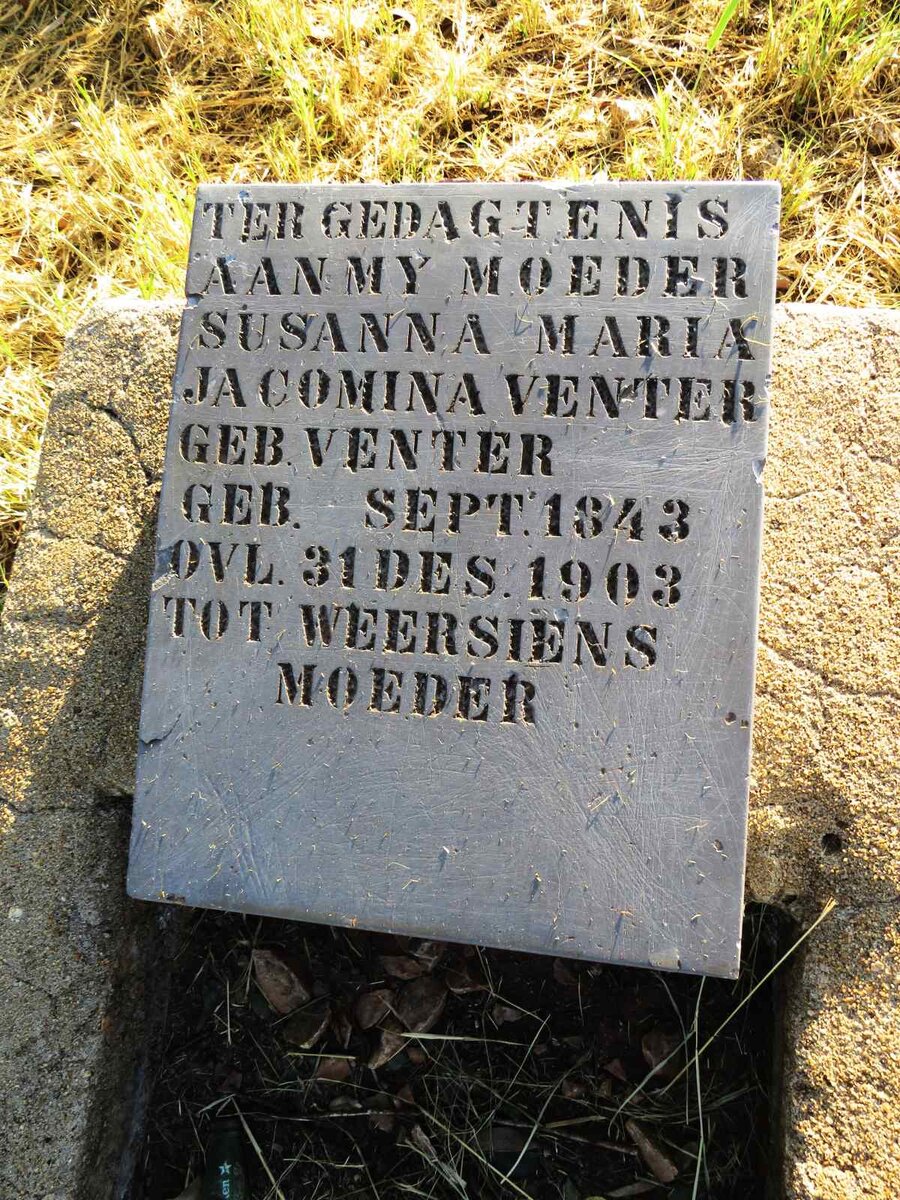 TER GEDAGTENIS
AAN MY MOEDER
SUSANNA MARIA
JACOMINA VENTER
GEB. VENTER
GEB. SEPT. 1843
OVL. 31 DES. 1903
TOT WEERSIENS
MOEDER